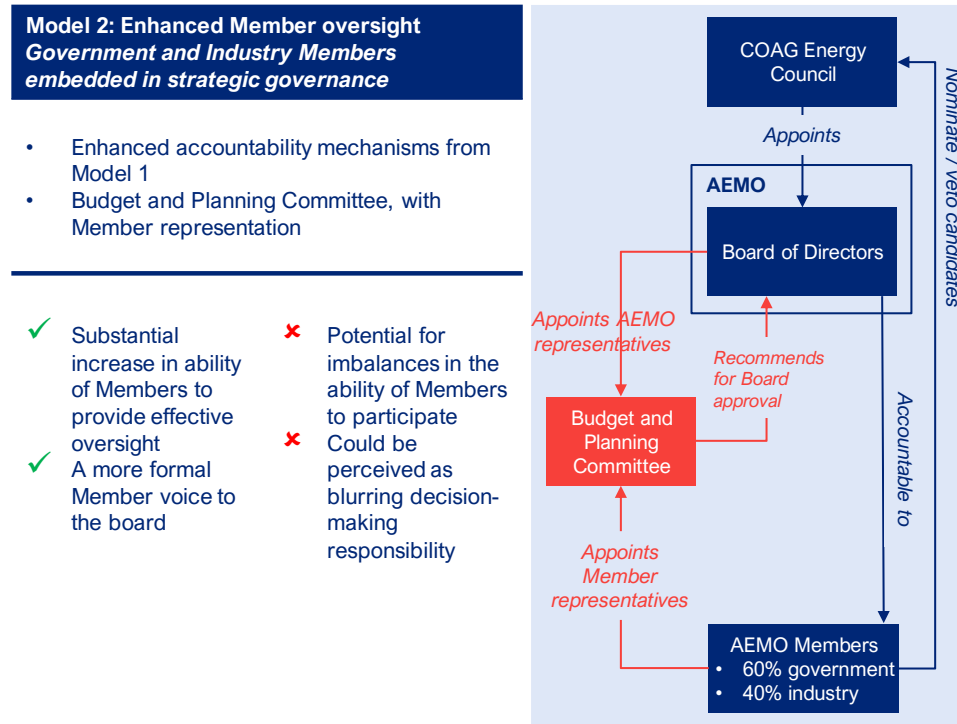 Model 2: Enhanced Member oversight
Government and Industry Members
embedded in strategic governance
• Enhanced accountability mechanisms from
Model 1
• Budget and Planning Committee, with
Member representation
✓ Substantial
increase in ability
of Members to
provide effective
oversight
✓ A more formal
Member voice to
the board
✘ Potential for
imbalances in the
ability of Members
to participate
✘ Could be
perceived as
blurring decision-
making
responsibility
COAG Energy
Council
Appoints
AEMO
Board of Directors
Appoints AEMO
representatives
Recommends
for Board
approval
Budget and
Planning
Committee
Appoints
Member
representatives
AEMO Members
• 60% government
• 40% industry
Accountable to
Nominate / veto candidates